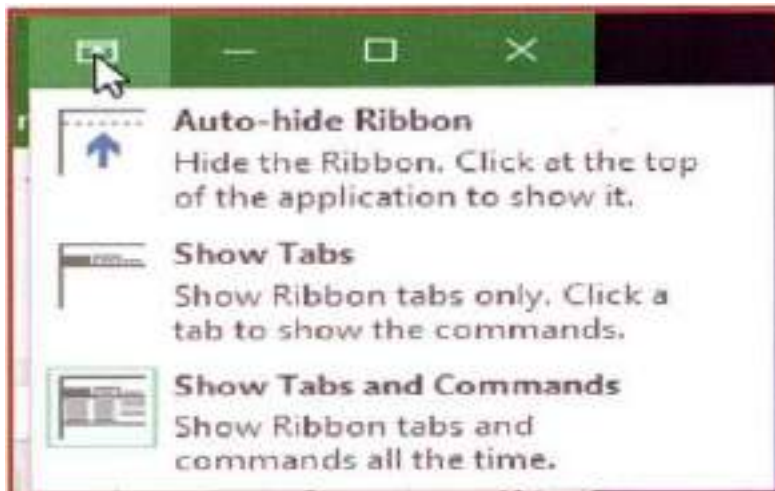 Auto-hide Ribbon
Hide the Ribbon. Click at the top
of the application to show it.
Show Tabs
Show Ribbon tabs only. Click a
tab to show the commands.
Show Tabs and Commands
Show Ribbon tabs and
commands all the time.